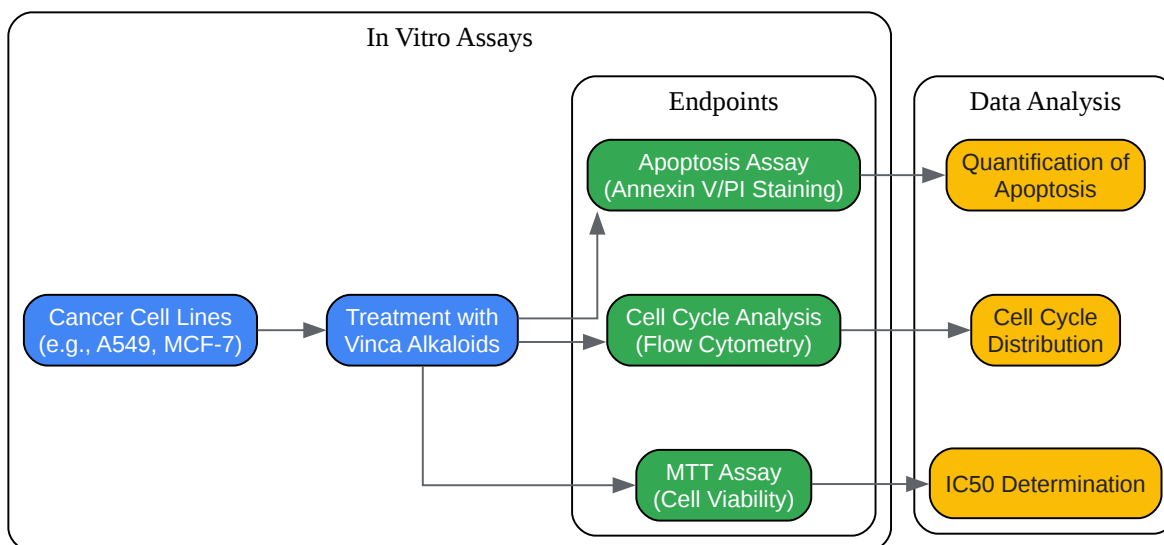 In Vitro Assays
Endpoints
Data Analysis
Apoptosis Assay
(Annexin V/PI Staining)
Quantification of
Apoptosis
Cancer Cell Lines
(e.g., A549, MCF-7)
Treatment with
Vinca Alkaloids
Cell Cycle Analysis
(Flow Cytometry)
Cell Cycle
Distribution
MTT Assay
(Cell Viability)
IC50 Determination